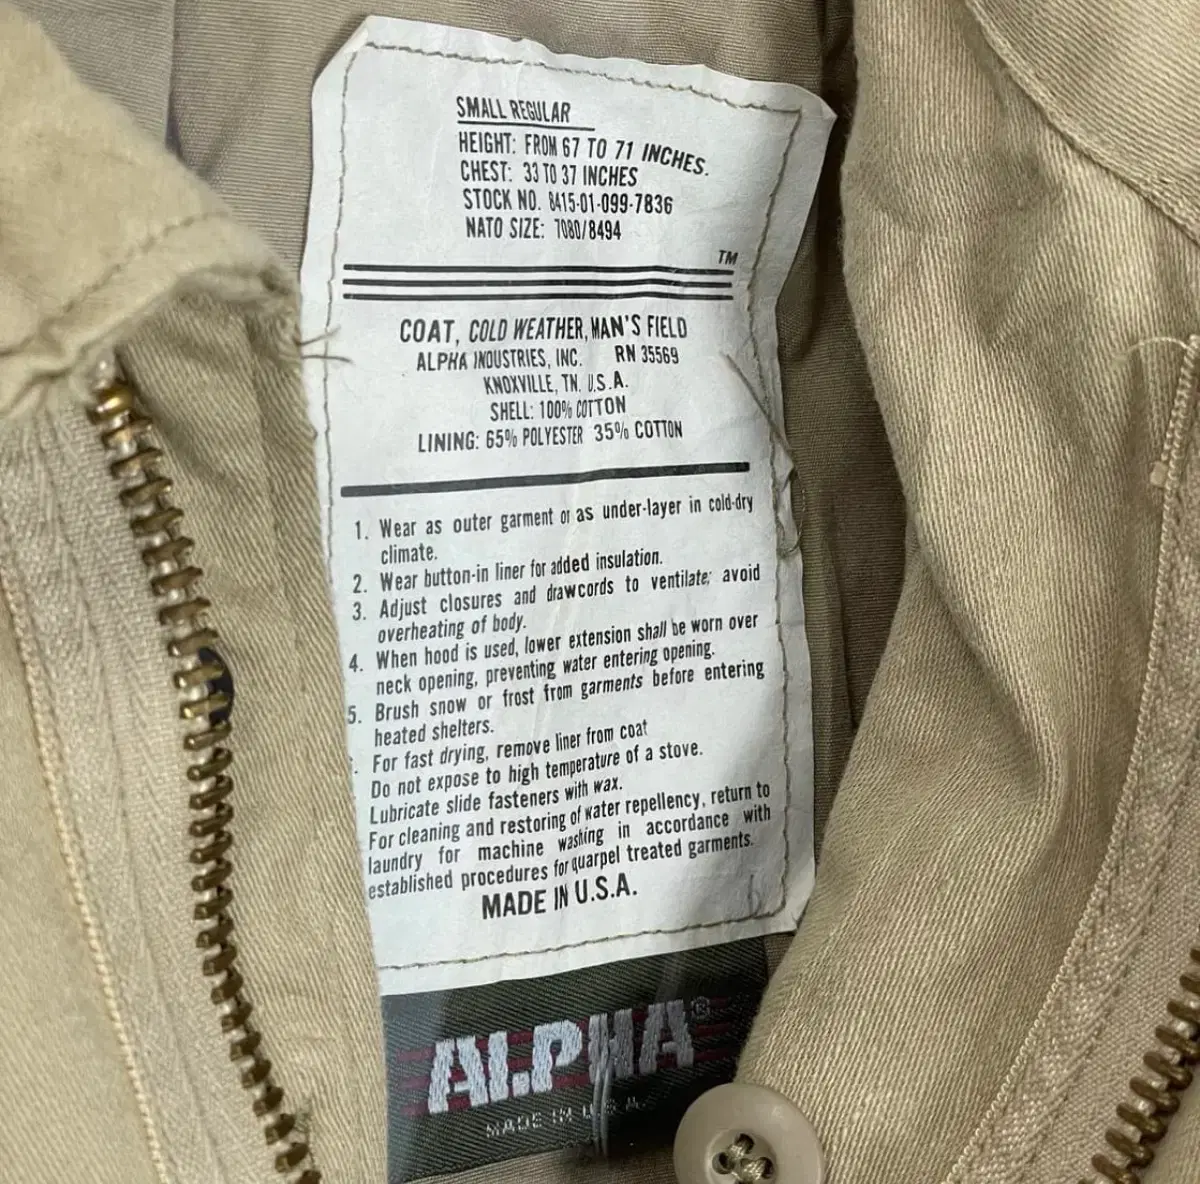 SMALL REGULAR
HEIGHT: FROM 67 TO 71 INCHES.
CHEST: 33 TO 37 INCHES
STOCK NO. 8415-01-099-7836
NATO SIZE: 7080/8494
TM
COAT, COLD WEATHER, MAN'S FIELD
ALPHA INDUSTRIES, INC. RN 35569
KNOXVILLE, TN. U.S.A.
SHELL: 100% COTTON
LINING: 65% POLYESTER 35% COTTON
1. Wear as outer garment or as under-layer in cold-dry
climate.
2. Wear button-in liner for added insulation.
3. Adjust closures and drawcords to ventilate; avoid
overheating of body.
4. When hood is used, lower extension shall be worn over
neck opening, preventing water entering opening.
5. Brush snow or frost from garments before entering
heated shelters.
. For fast drying, remove liner from coat
Do not expose to high temperature of a stove.
Lubricate slide fasteners with wax.
For cleaning and restoring of water repellency, return to
laundry for machine washing in accordance with
established procedures for quarpel treated garments.
MADE IN U.S.A.
ALPHA®
MADE IN U.S.A.